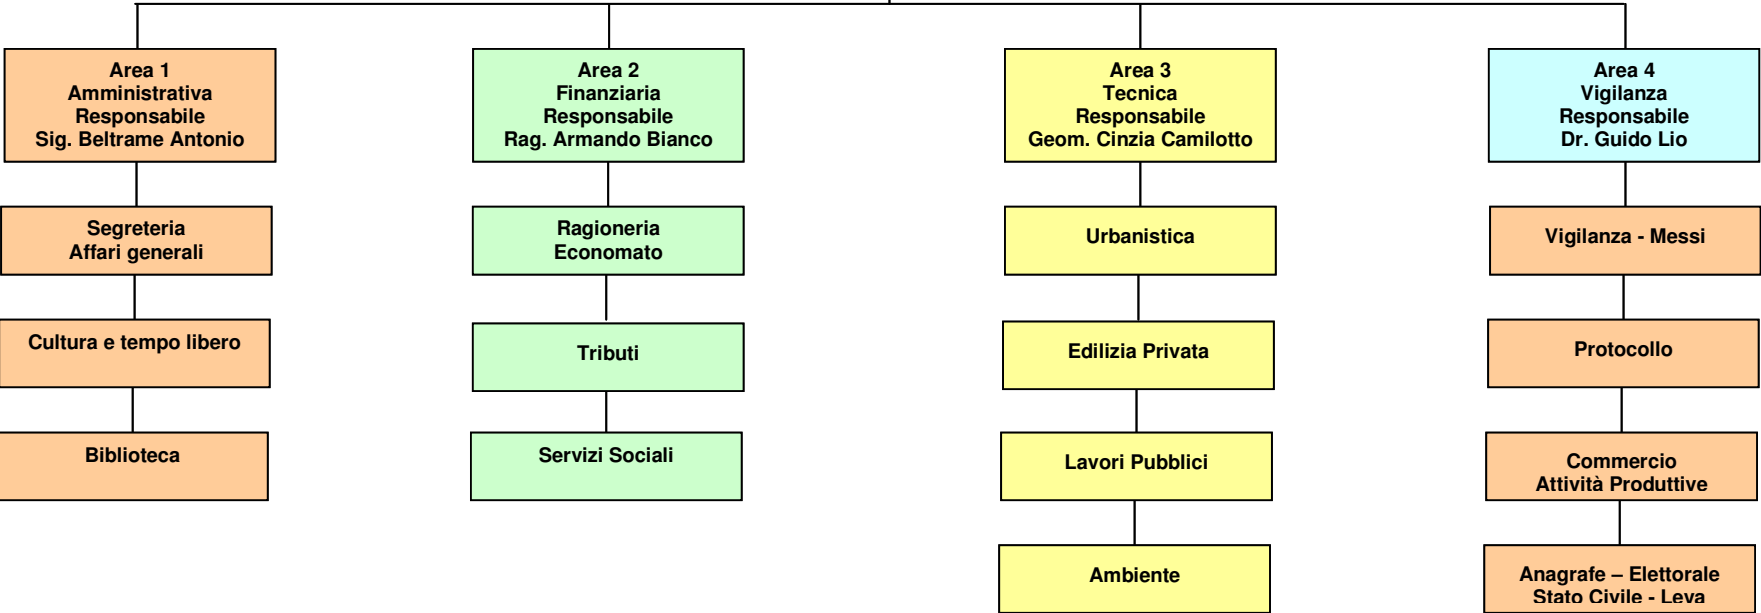 Area 1
Amministrativa
Responsabile
Sig. Beltrame Antonio
Segreteria
Affari generali
Cultura e tempo libero
Biblioteca
Area 2
Finanziaria
Responsabile
Rag. Armando Bianco
Ragioneria
Economato
Tributi
Servizi Sociali
Area 3
Tecnica
Responsabile
Geom. Cinzia Camilotto
Urbanistica
Edilizia Privata
Lavori Pubblici
Ambiente
Area 4
Vigilanza
Responsabile
Dr. Guido Lio
Vigilanza - Messi
Protocollo
Commercio
Attività Produttive
Anagrafe – Elettorale
Stato Civile - Leva